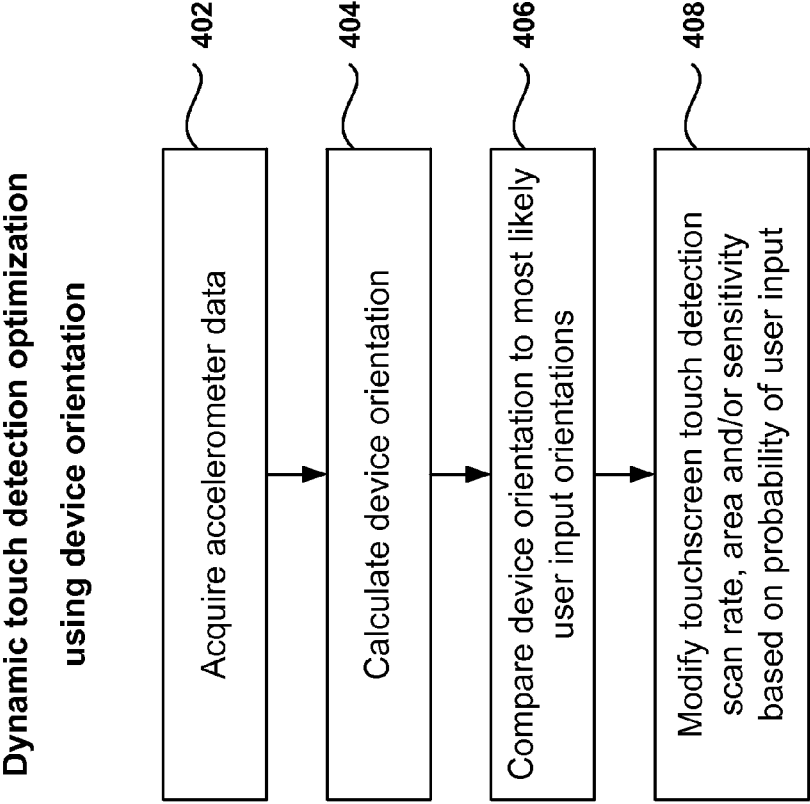 Dynamic touch detection optimization
using device orientation
402
Acquire accelerometer data
404
Calculate device orientation
406
Compare device orientation to most likely
user input orientations
408
Modify touchscreen touch detection
scan rate, area and/or sensitivity
based on probability of user input